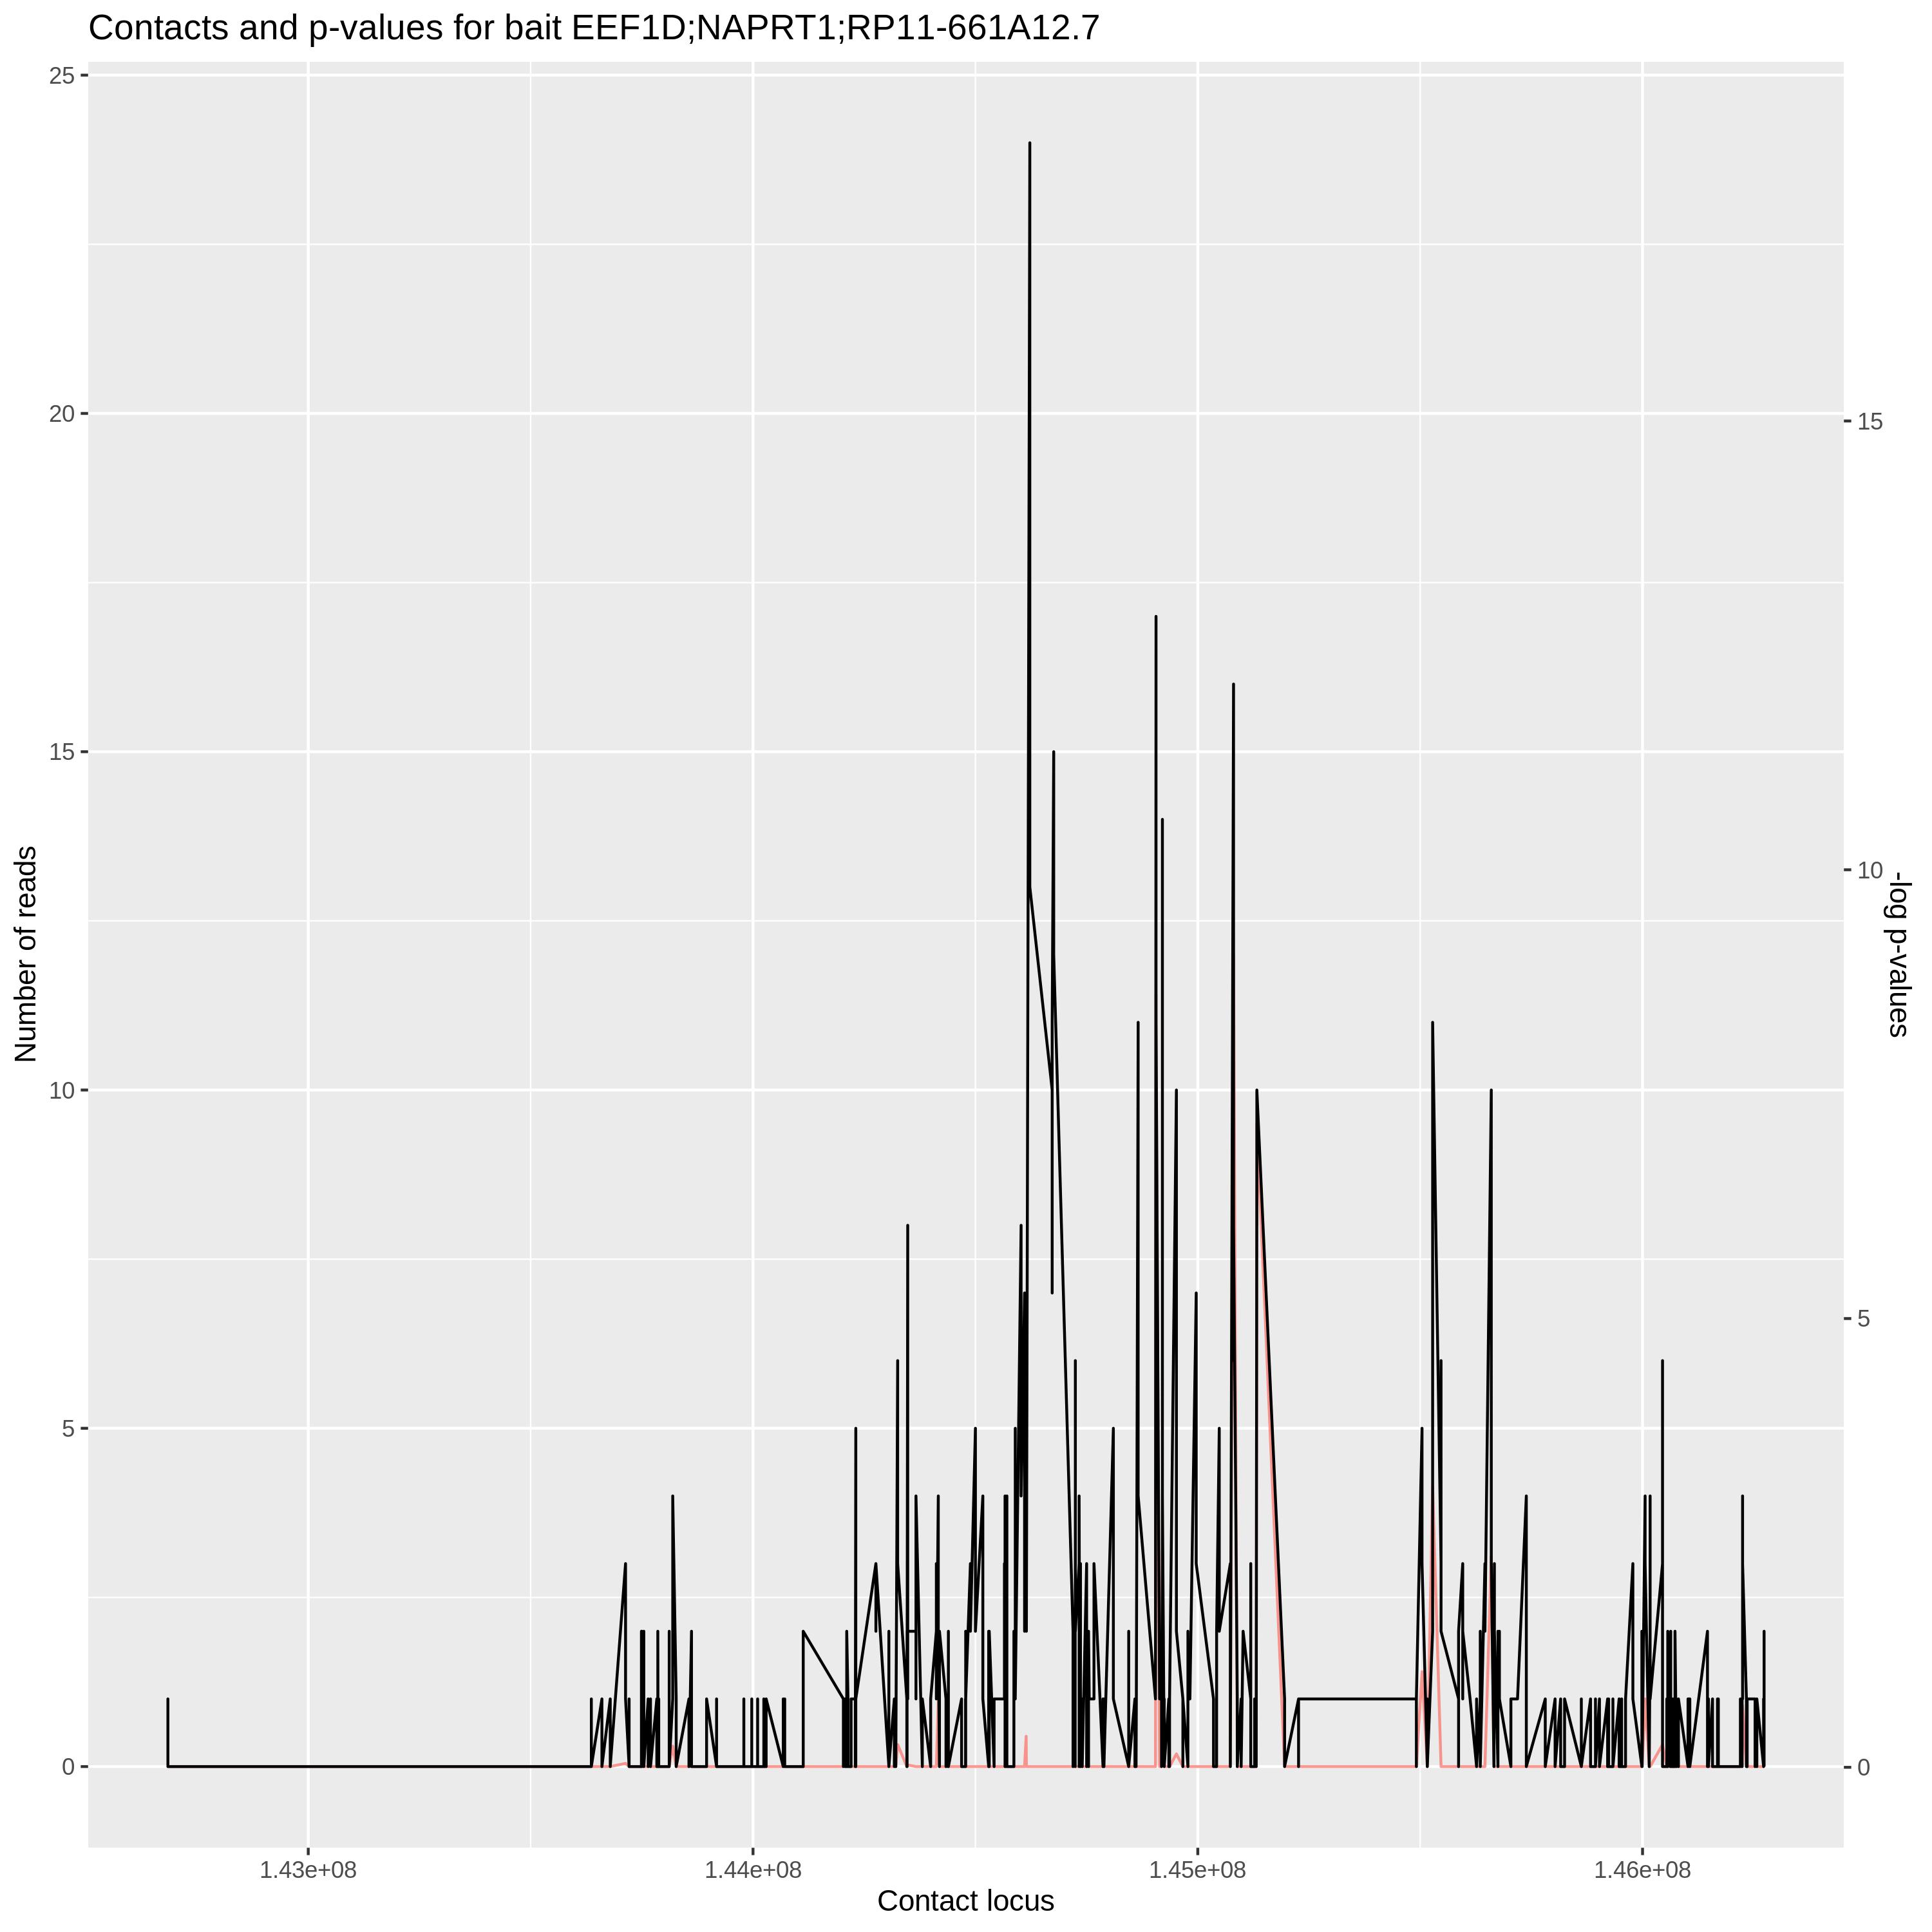 Contacts and p-values for bait EEF1D;NAPRT1;RP11-661A12.7
25
20
15
10
5
0
Number of reads
15
10
5
0
-log p-values
1.43e+08
1.44e+08
1.45e+08
1.46e+08
Contact locus